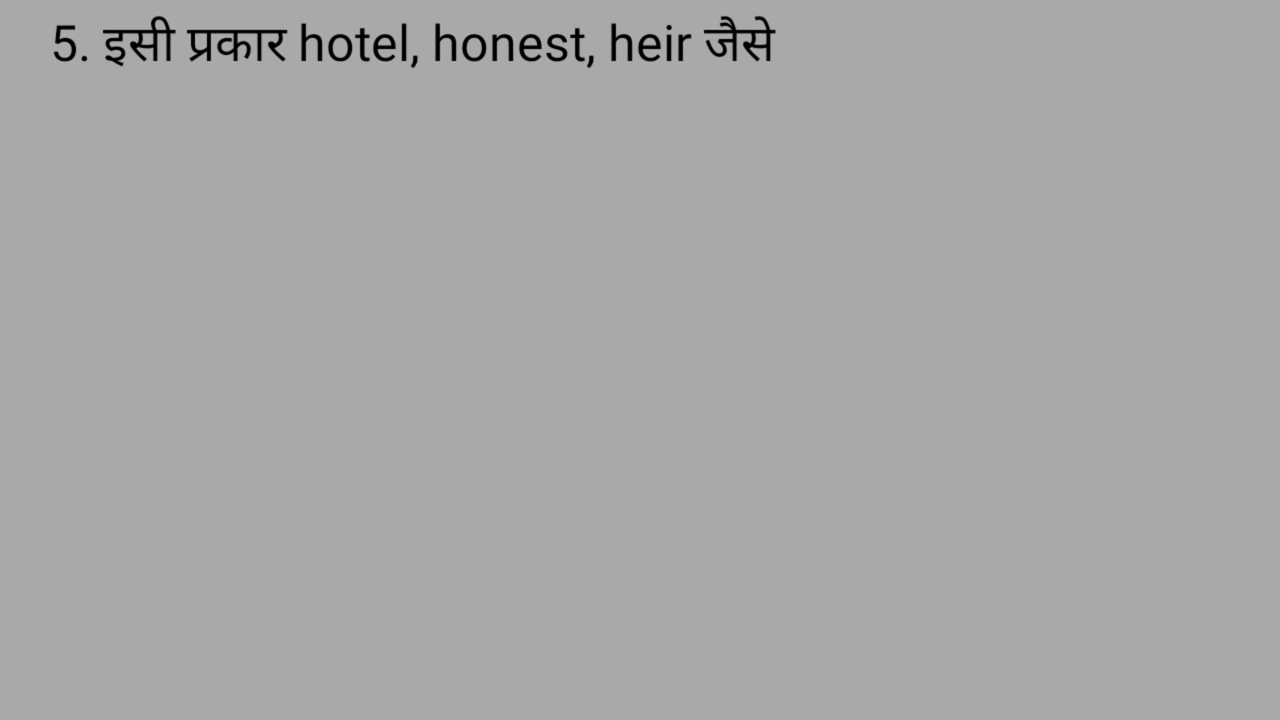 5. इसी प्रकार hotel, honest, heir जैसे